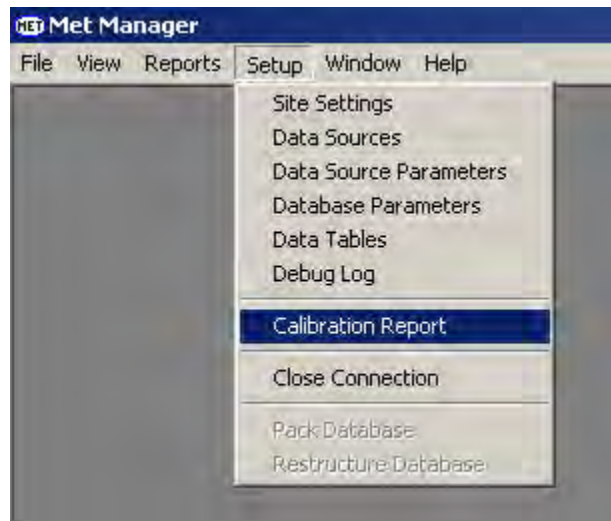 MET Met Manager
File View Reports Setup Window Help
Site Settings
Data Sources
Data Source Parameters
Database Parameters
Data Tables
Debug Log
Calibration Report
Close Connection
Pack Database
Restructure Database